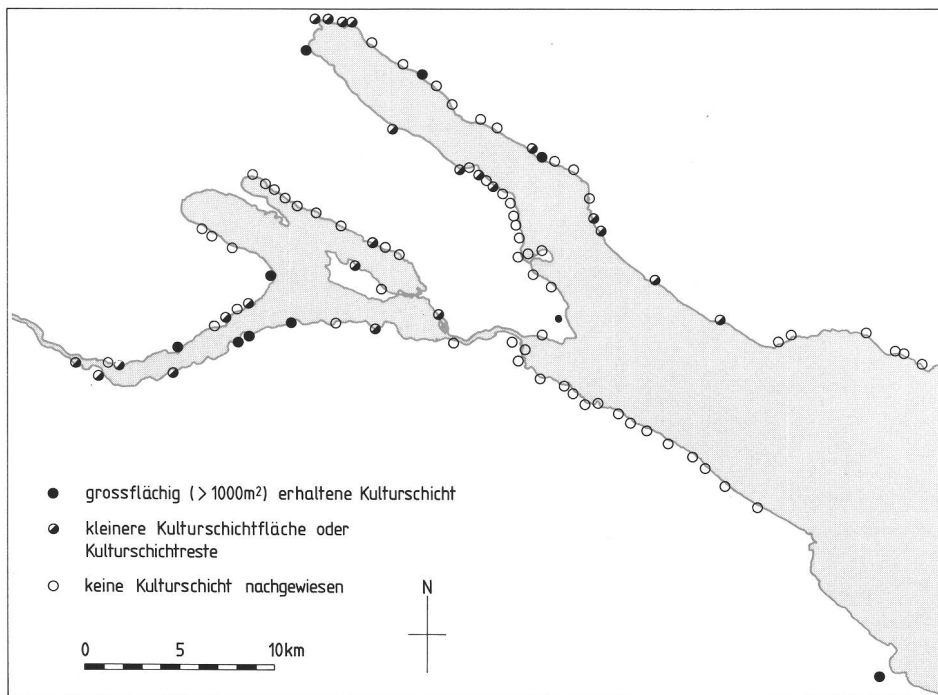 grossflächig (>1000m²) erhaltene Kulturschicht
kleinere Kulturschichtfläche oder
Kulturschichtreste
keine Kulturschicht nachgewiesen
N
0 5 10km